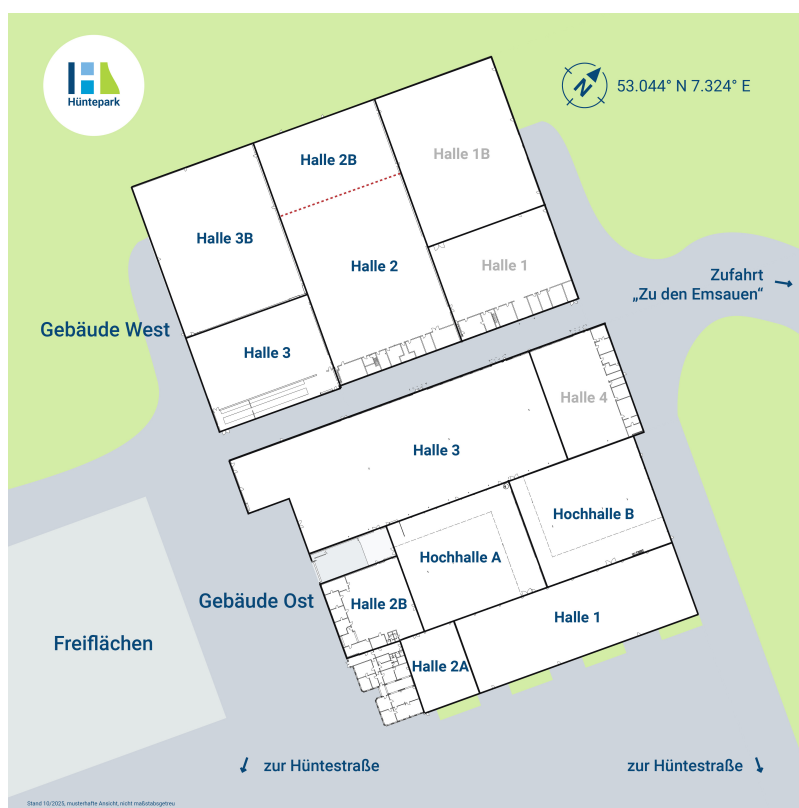 Hüntepark
N
53.044° N 7.324° E
Halle 2B
Halle 1B
Halle 3B
Halle 2
Halle 1
Zufahrt
„Zu den Emsauen“
Gebäude West
Halle 3
Halle 4
Halle 3
Hochhalle B
Hochhalle A
Gebäude Ost
Halle 2B
Halle 1
Freiflächen
Halle 2A
zur Hüntestraße
zur Hüntestraße
Stand 10/2025, musterhafte Ansicht, nicht maßstabsgetreu